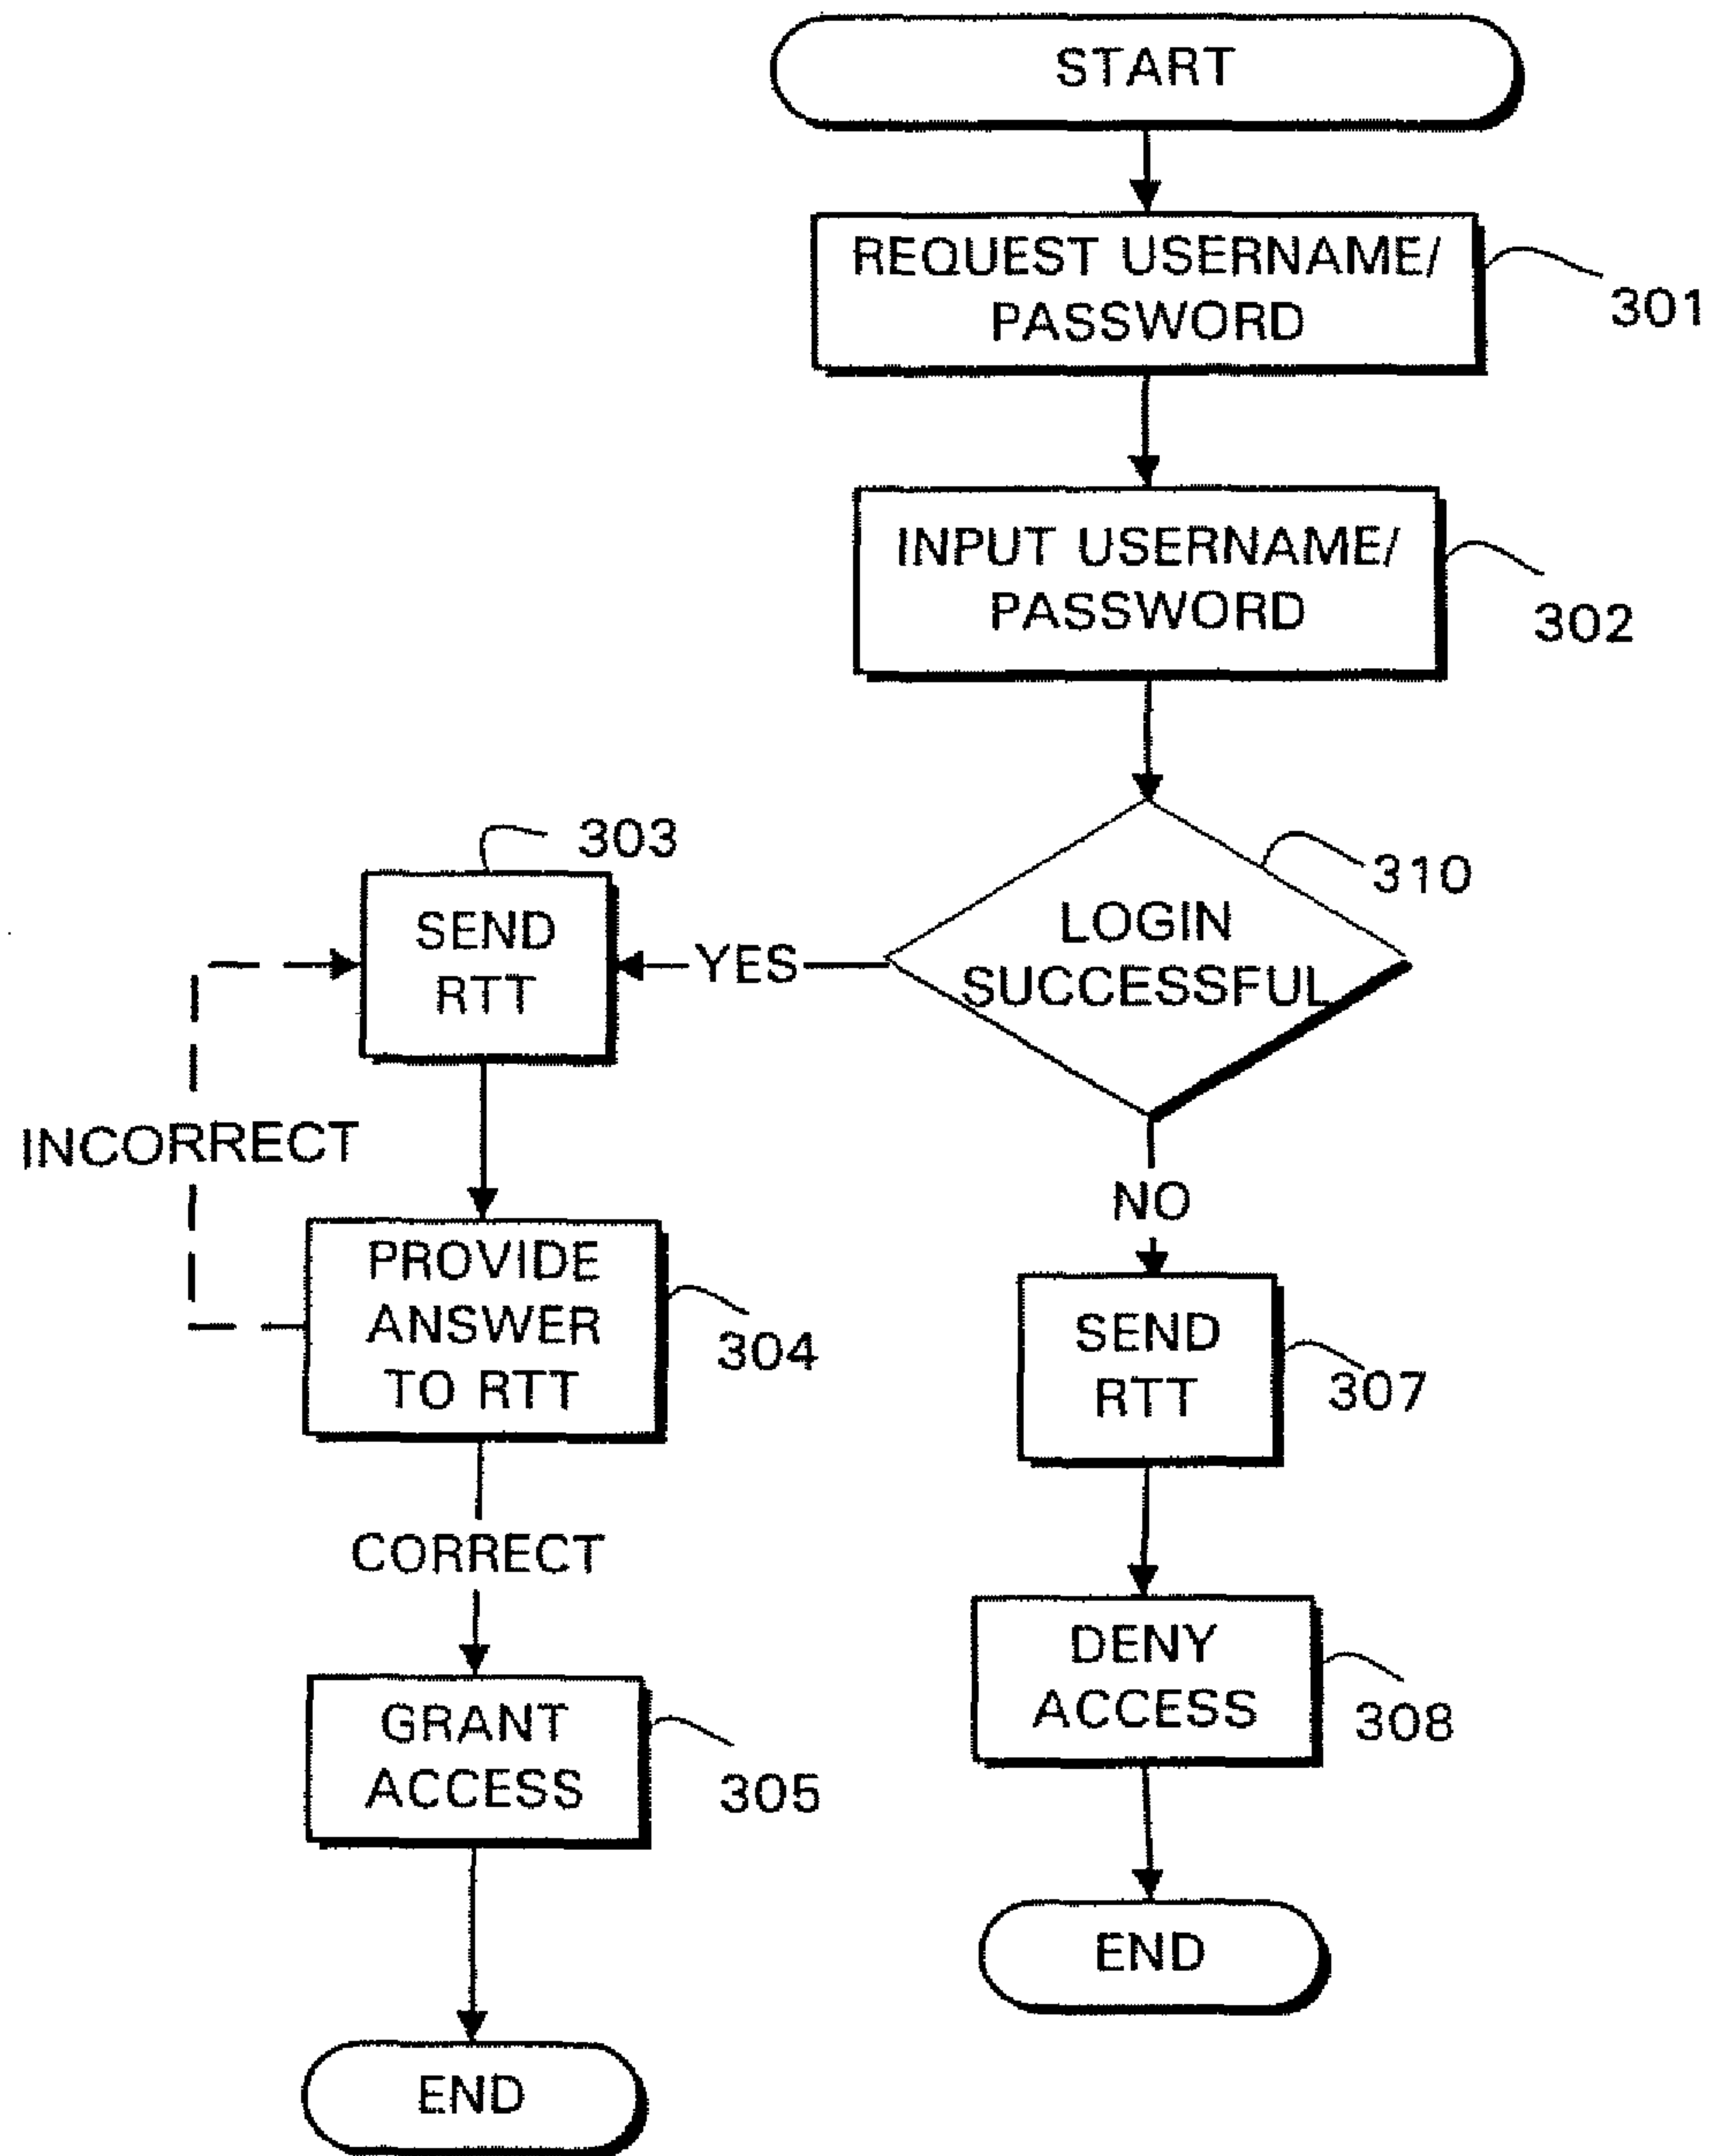 START
REQUEST USERNAME/
PASSWORD
301
INPUT USERNAME/
PASSWORD
302
303
310
SEND
RTT
YES
LOGIN
SUCCESSFUL
INCORRECT
NO
PROVIDE
ANSWER
TO RTT
304
SEND
RTT
307
CORRECT
DENY
ACCESS
308
GRANT
ACCESS
305
END
END